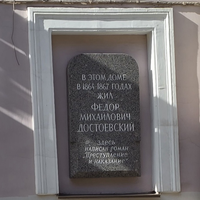 В ЭТОМ ДОМЕ
В 1864-1867 ГОДАХ
ЖИЛ
ФЕДОР
МИХАЙЛОВИЧ
ДОСТОЕВСКИЙ
ЗДЕСЬ
НАПИСАН РОМАН
"ПРЕСТУПЛЕНИЕ
И НАКАЗАНИЕ"